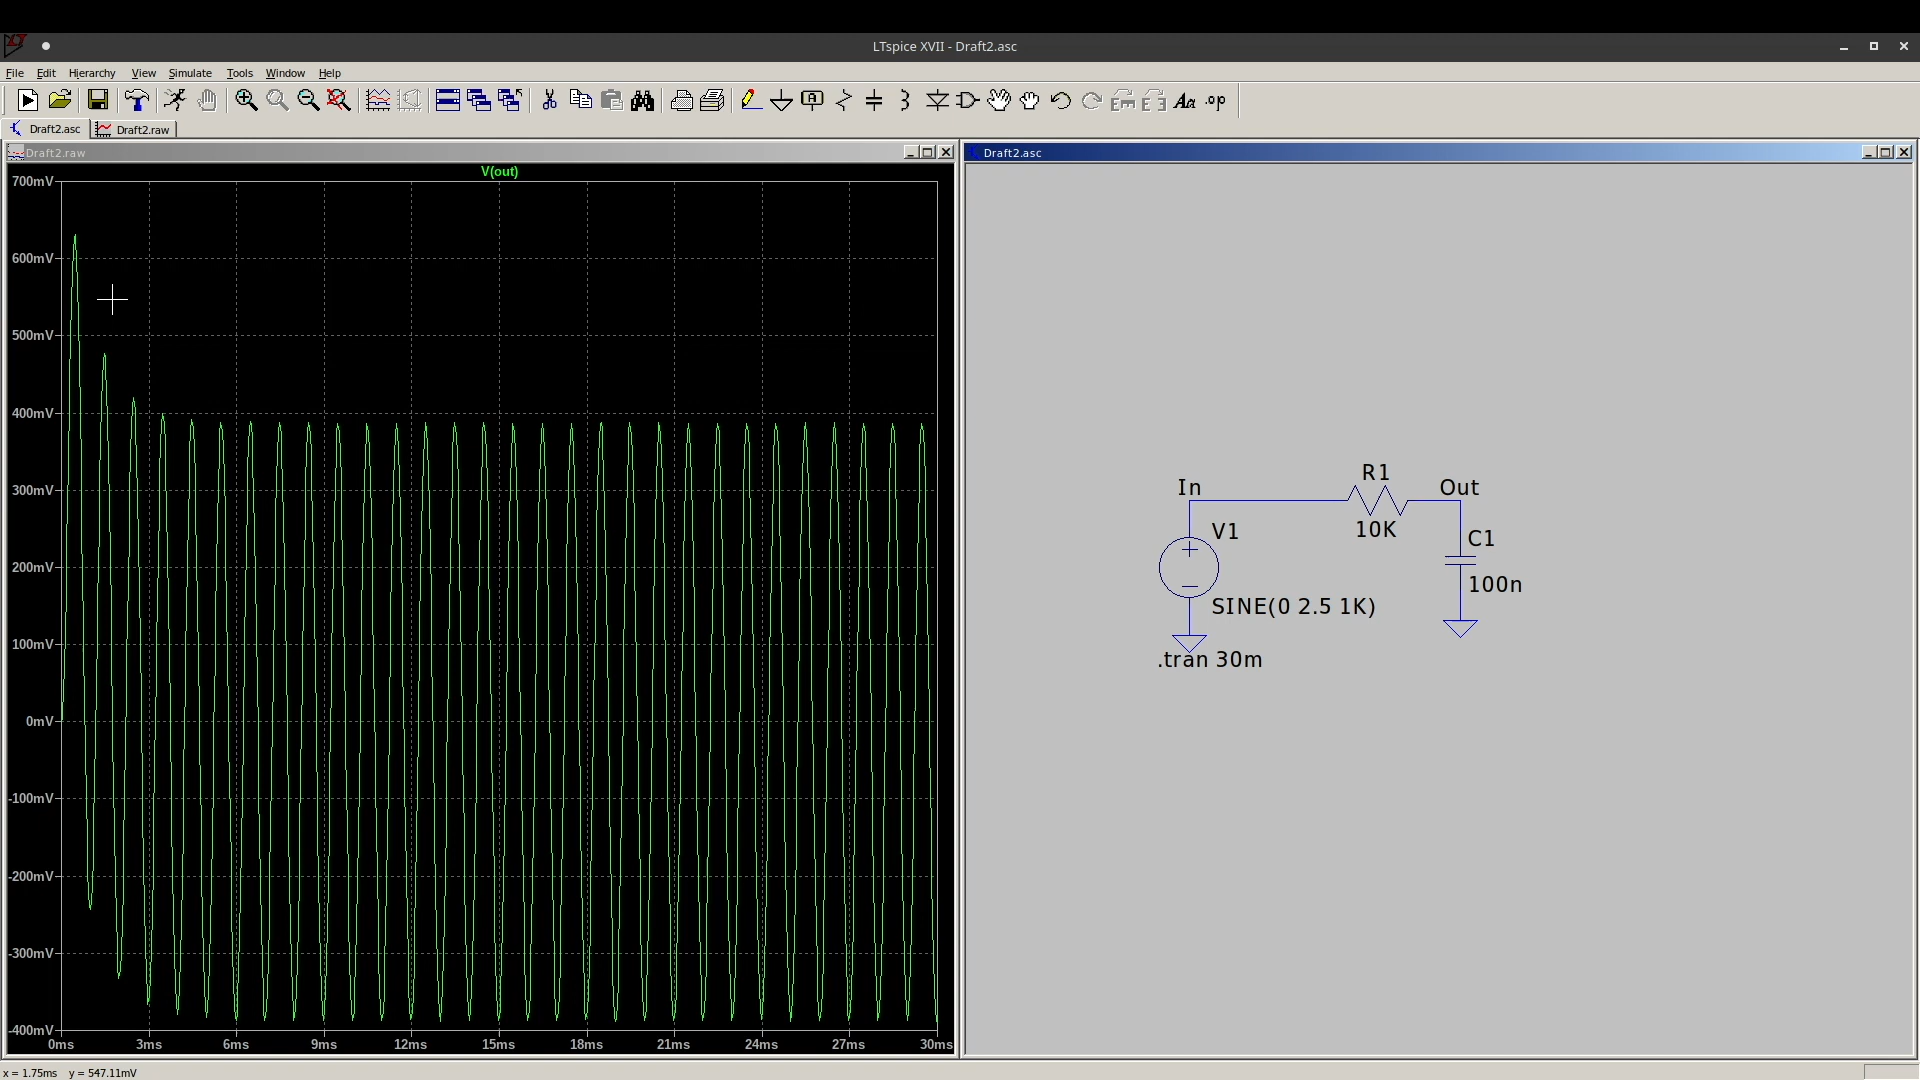 LTspice XVII - Draft2.asc
File Edit Hierarchy View Simulate Tools Window Help
Draft2.asc Draft2.raw
Draft2.raw
V(out)
700mV
600mV
500mV
400mV
300mV
200mV
100mV
0mV
-100mV
-200mV
-300mV
-400mV
0ms 3ms 6ms 9ms 12ms 15ms 18ms 21ms 24ms 27ms 30ms
Draft2.asc
R1
In
Out
10K
V1
C1
100n
SINE(0 2.5 1K)
.tran 30m
x = 1.75ms y = 547.11mV